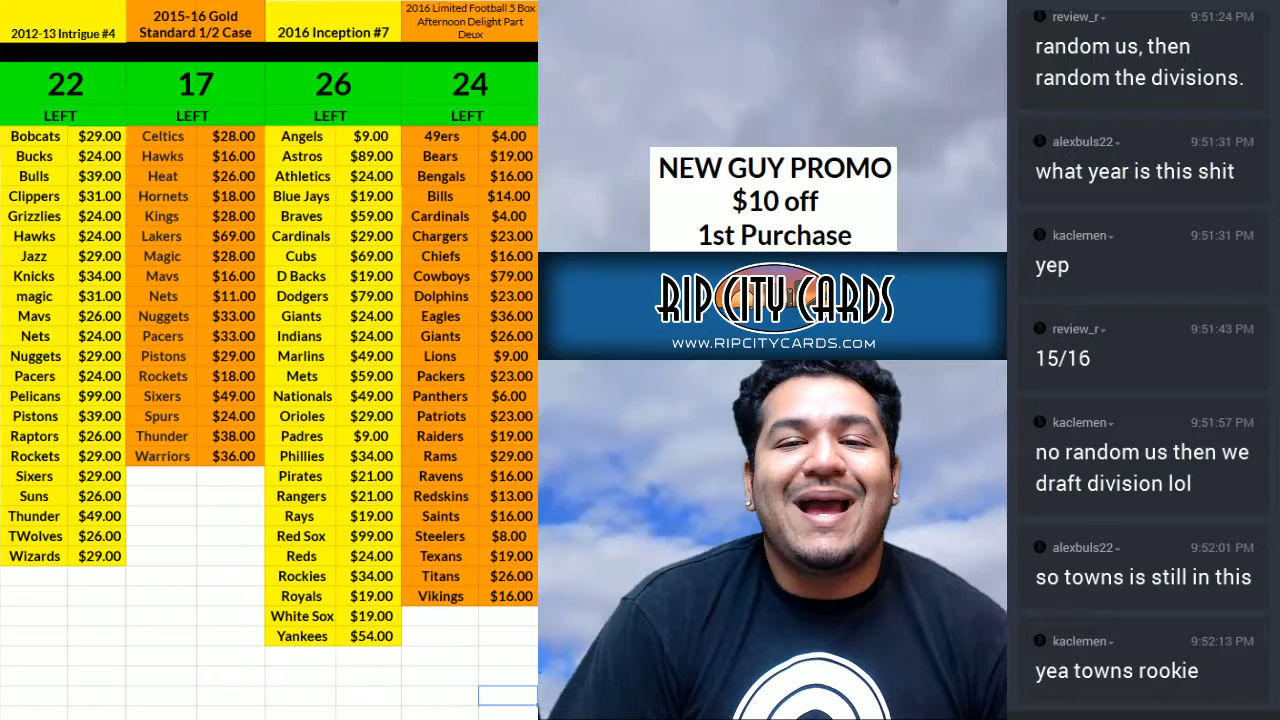 2012-13 Intrigue #4
2015-16 Gold
Standard 1/2 Case
2016 Inception #7
2016 Limited Football 5 Box
Afternoon Delight Part
Deux
22 17 26 24
LEFT LEFT LEFT LEFT
Bobcats $29.00 Celtics $28.00 Angels $9.00 49ers $4.00
Bucks $24.00 Hawks $16.00 Astros $89.00 Bears $19.00
Bulls $39.00 Heat $26.00 Athletics $24.00 Bengals $16.00
Clippers $31.00 Hornets $18.00 Blue Jays $19.00 Bills $14.00
Grizzlies $24.00 Kings $28.00 Braves $59.00 Cardinals $4.00
Hawks $24.00 Lakers $69.00 Cardinals $29.00 Chargers $23.00
Jazz $29.00 Magic $28.00 Cubs $69.00 Chiefs $16.00
Knicks $34.00 Mavs $16.00 D Backs $19.00 Cowboys $79.00
magic $31.00 Nets $11.00 Dodgers $79.00 Dolphins $23.00
Mavs $26.00 Nuggets $33.00 Giants $24.00 Eagles $36.00
Nets $24.00 Pacers $33.00 Indians $24.00 Giants $26.00
Nuggets $29.00 Pistons $29.00 Marlins $49.00 Lions $9.00
Pacers $24.00 Rockets $18.00 Mets $59.00 Packers $23.00
Pelicans $99.00 Sixers $49.00 Nationals $49.00 Panthers $6.00
Pistons $39.00 Spurs $24.00 Orioles $29.00 Patriots $23.00
Raptors $26.00 Thunder $38.00 Padres $9.00 Raiders $19.00
Rockets $29.00 Warriors $36.00 Phillies $34.00 Rams $29.00
Sixers $29.00 Pirates $21.00 Ravens $16.00
Suns $26.00 Rangers $21.00 Redskins $13.00
Thunder $49.00 Rays $19.00 Saints $16.00
TWolves $26.00 Red Sox $99.00 Steelers $8.00
Wizards $29.00 Reds $24.00 Texans $19.00
Rockies $34.00 Titans $26.00
Royals $19.00 Vikings $16.00
White Sox $19.00
Yankees $54.00
NEW GUY PROMO
$10 off
1st Purchase
RIP CITY CARDS
WWW.RIPCITYCARDS.COM
review_r 9:51:24 PM
random us, then
random the divisions.
alexbuls22 9:51:31 PM
what year is this shit
kaclemen 9:51:31 PM
yep
review_r 9:51:43 PM
15/16
kaclemen 9:51:57 PM
no random us then we
draft division lol
alexbuls22 9:52:01 PM
so towns is still in this
kaclemen 9:52:13 PM
yea towns rookie